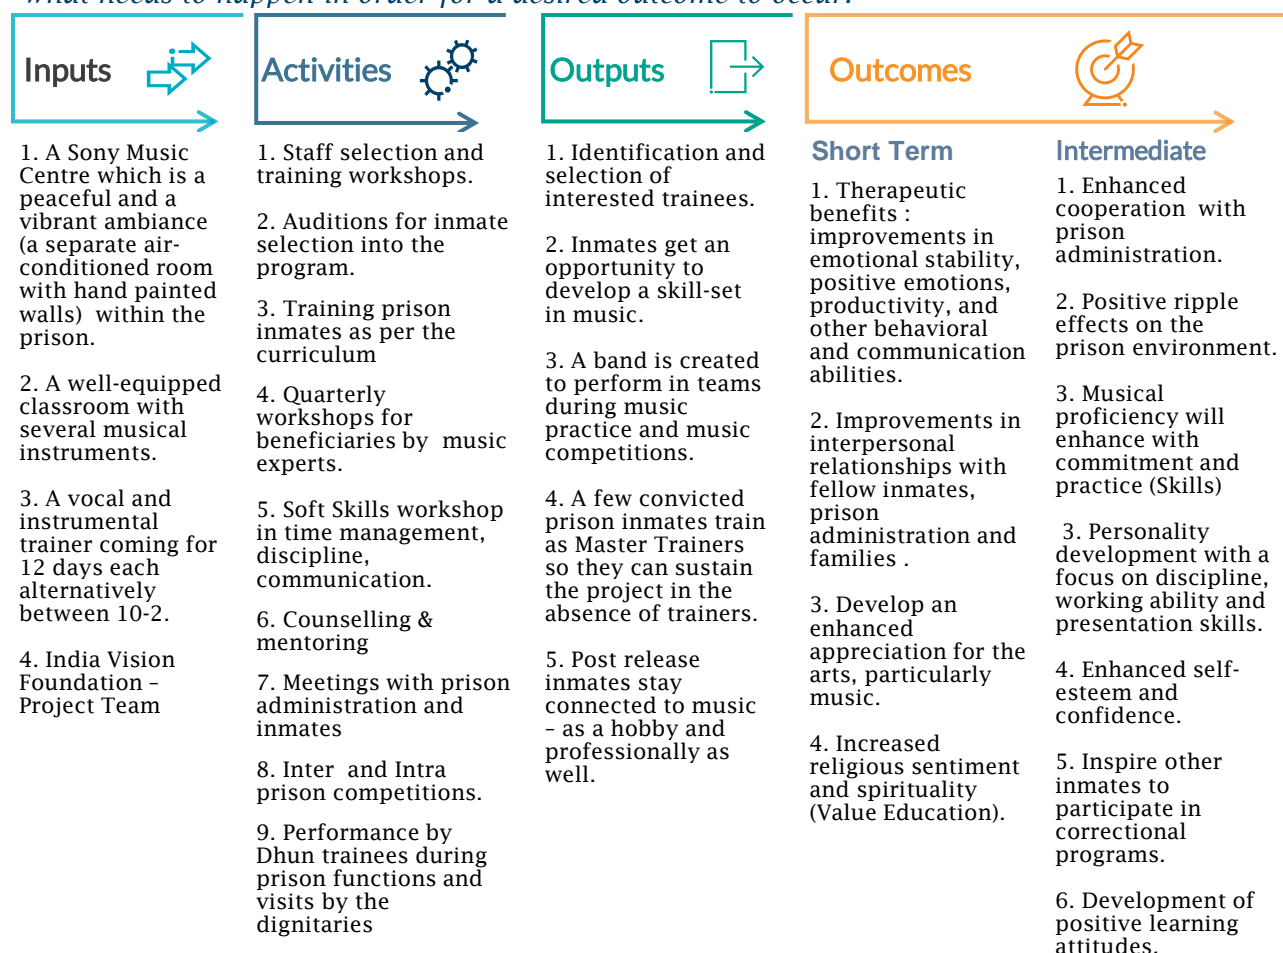 what needs to happen in order for a desired outcome to occur.
Inputs
Activities
Outputs
Outcomes
1. A Sony Music
Centre which is a
peaceful and a
vibrant ambiance
(a separate air-
conditioned room
with hand painted
walls) within the
prison.
2. A well-equipped
classroom with
several musical
instruments.
3. A vocal and
instrumental
trainer coming for
12 days each
alternatively
between 10-2.
4. India Vision
Foundation –
Project Team
1. Staff selection and
training workshops.
2. Auditions for inmate
selection into the
program.
3. Training prison
inmates as per the
curriculum
4. Quarterly
workshops for
beneficiaries by music
experts.
5. Soft Skills workshop
in time management,
discipline,
communication.
6. Counselling &
mentoring
7. Meetings with prison
administration and
inmates
8. Inter and Intra
prison competitions.
9. Performance by
Dhun trainees during
prison functions and
visits by the
dignitaries
1. Identification and
selection of
interested trainees.
2. Inmates get an
opportunity to
develop a skill-set
in music.
3. A band is created
to perform in teams
during music
practice and music
competitions.
4. A few convicted
prison inmates train
as Master Trainers
so they can sustain
the project in the
absence of trainers.
5. Post release
inmates stay
connected to music
– as a hobby and
professionally as
well.
Short Term
1. Therapeutic
benefits :
improvements in
emotional stability,
positive emotions,
productivity, and
other behavioral
and communication
abilities.
2. Improvements in
interpersonal
relationships with
fellow inmates,
prison
administration and
families .
3. Develop an
enhanced
appreciation for the
arts, particularly
music.
4. Increased
religious sentiment
and spirituality
(Value Education).
Intermediate
1. Enhanced
cooperation with
prison
administration.
2. Positive ripple
effects on the
prison environment.
3. Musical
proficiency will
enhance with
commitment and
practice (Skills)
3. Personality
development with a
focus on discipline,
working ability and
presentation skills.
4. Enhanced self-
esteem and
confidence.
5. Inspire other
inmates to
participate in
correctional
programs.
6. Development of
positive learning
attitudes.